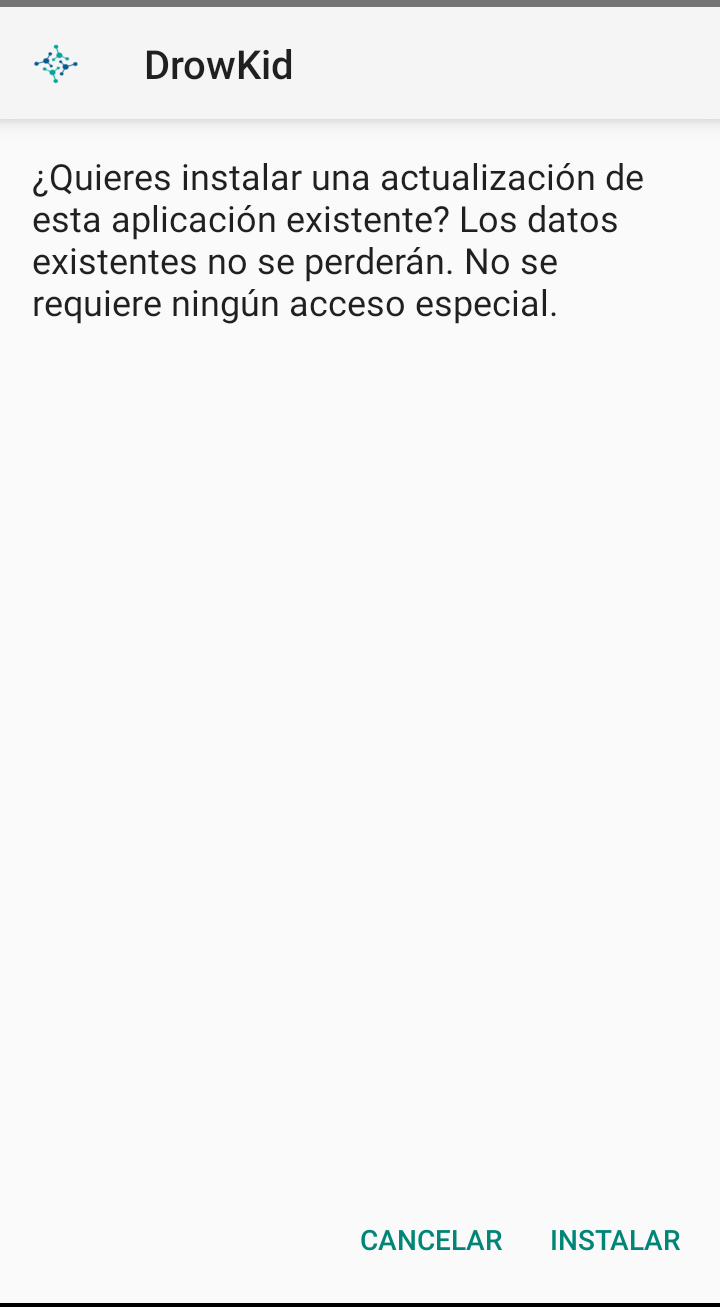 DrowKid
¿Quieres instalar una actualización de
esta aplicación existente? Los datos
existentes no se perderán. No se
requiere ningún acceso especial.
CANCELAR INSTALAR